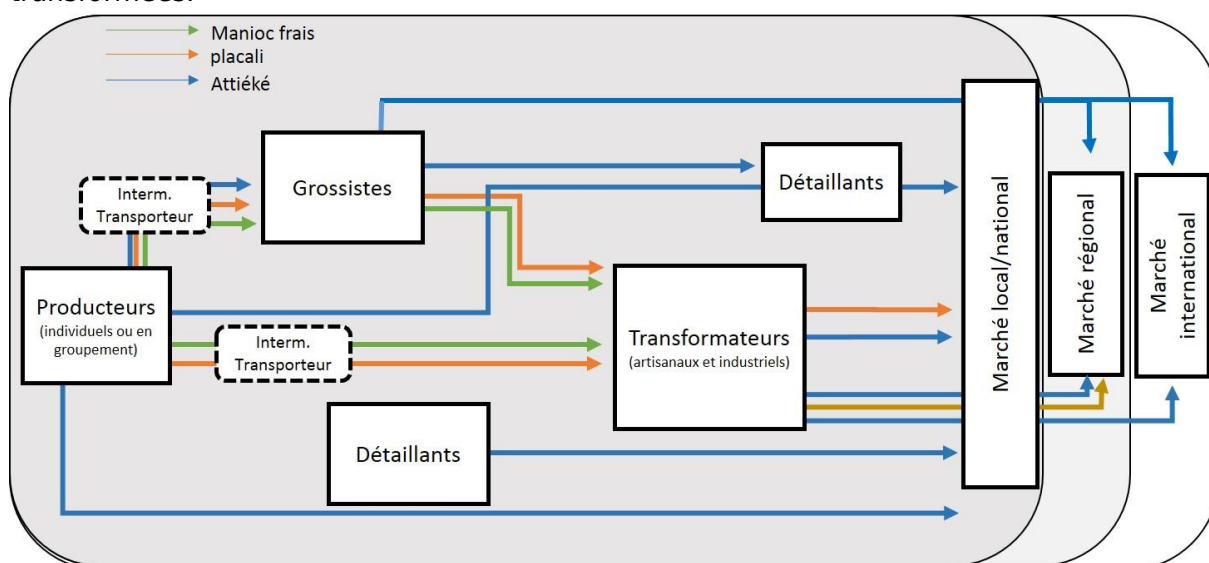 transformées.
Manioc frais
placali
Attiéké
Grossistes
Détaillants
Interm.
Transporteur
Producteurs
(individuels ou en
groupement)
Interm.
Transporteur
Transformateurs
(artisanaux et industriels)
Détaillants
Marché local/national
Marché régional
Marché
international